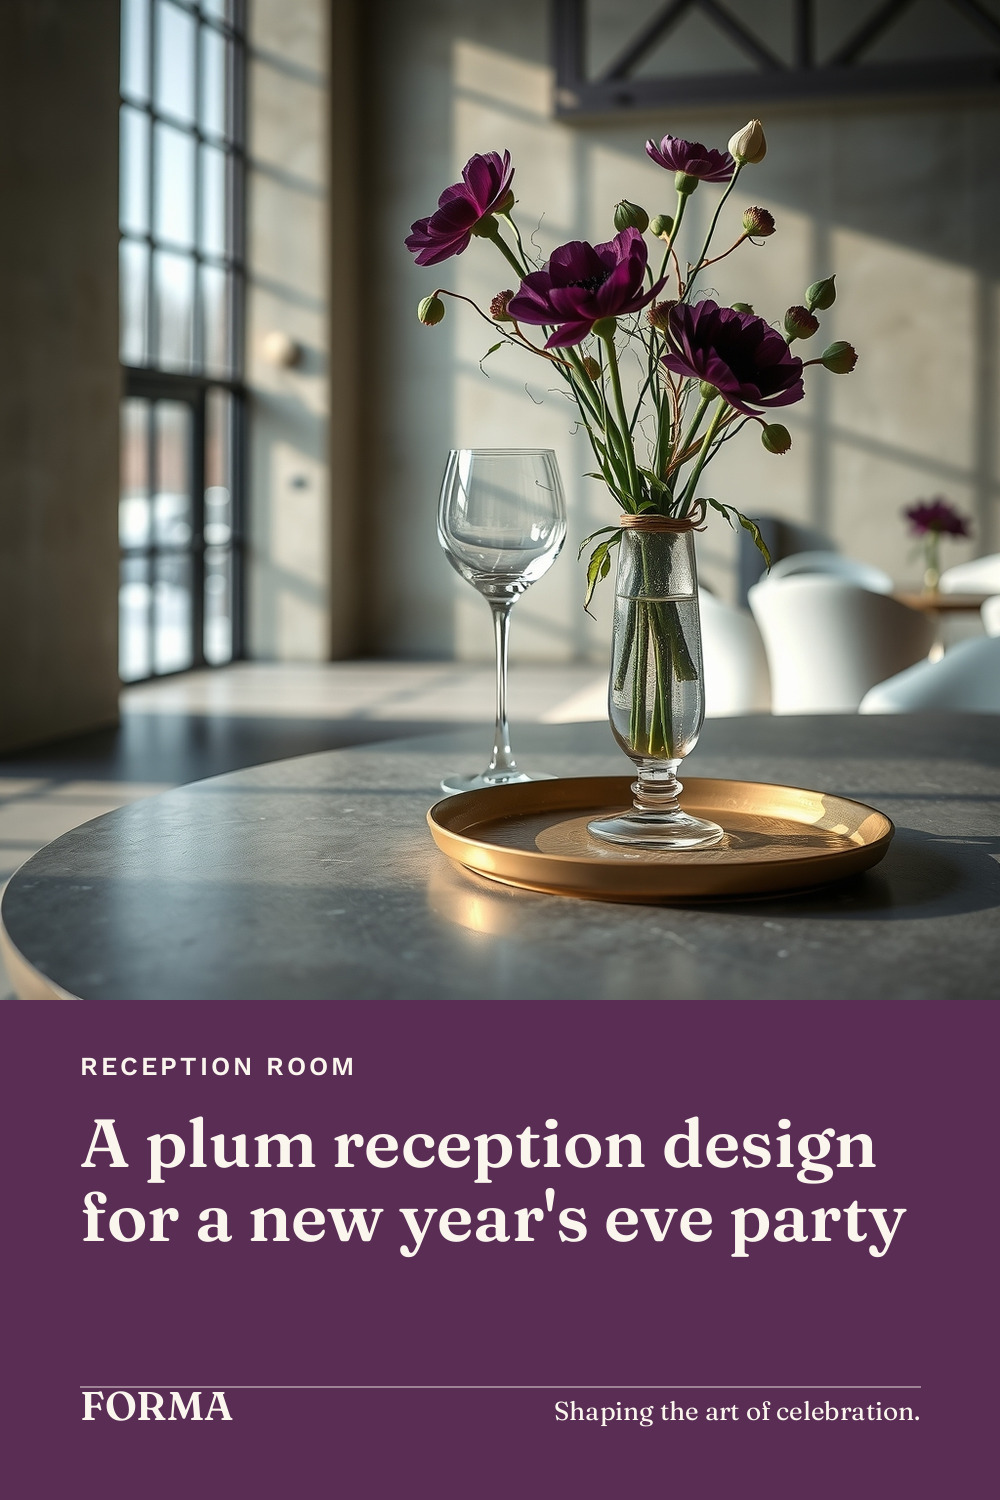 RECEPTION ROOM
A plum reception design
for a new year's eve party
FORMA
Shaping the art of celebration.